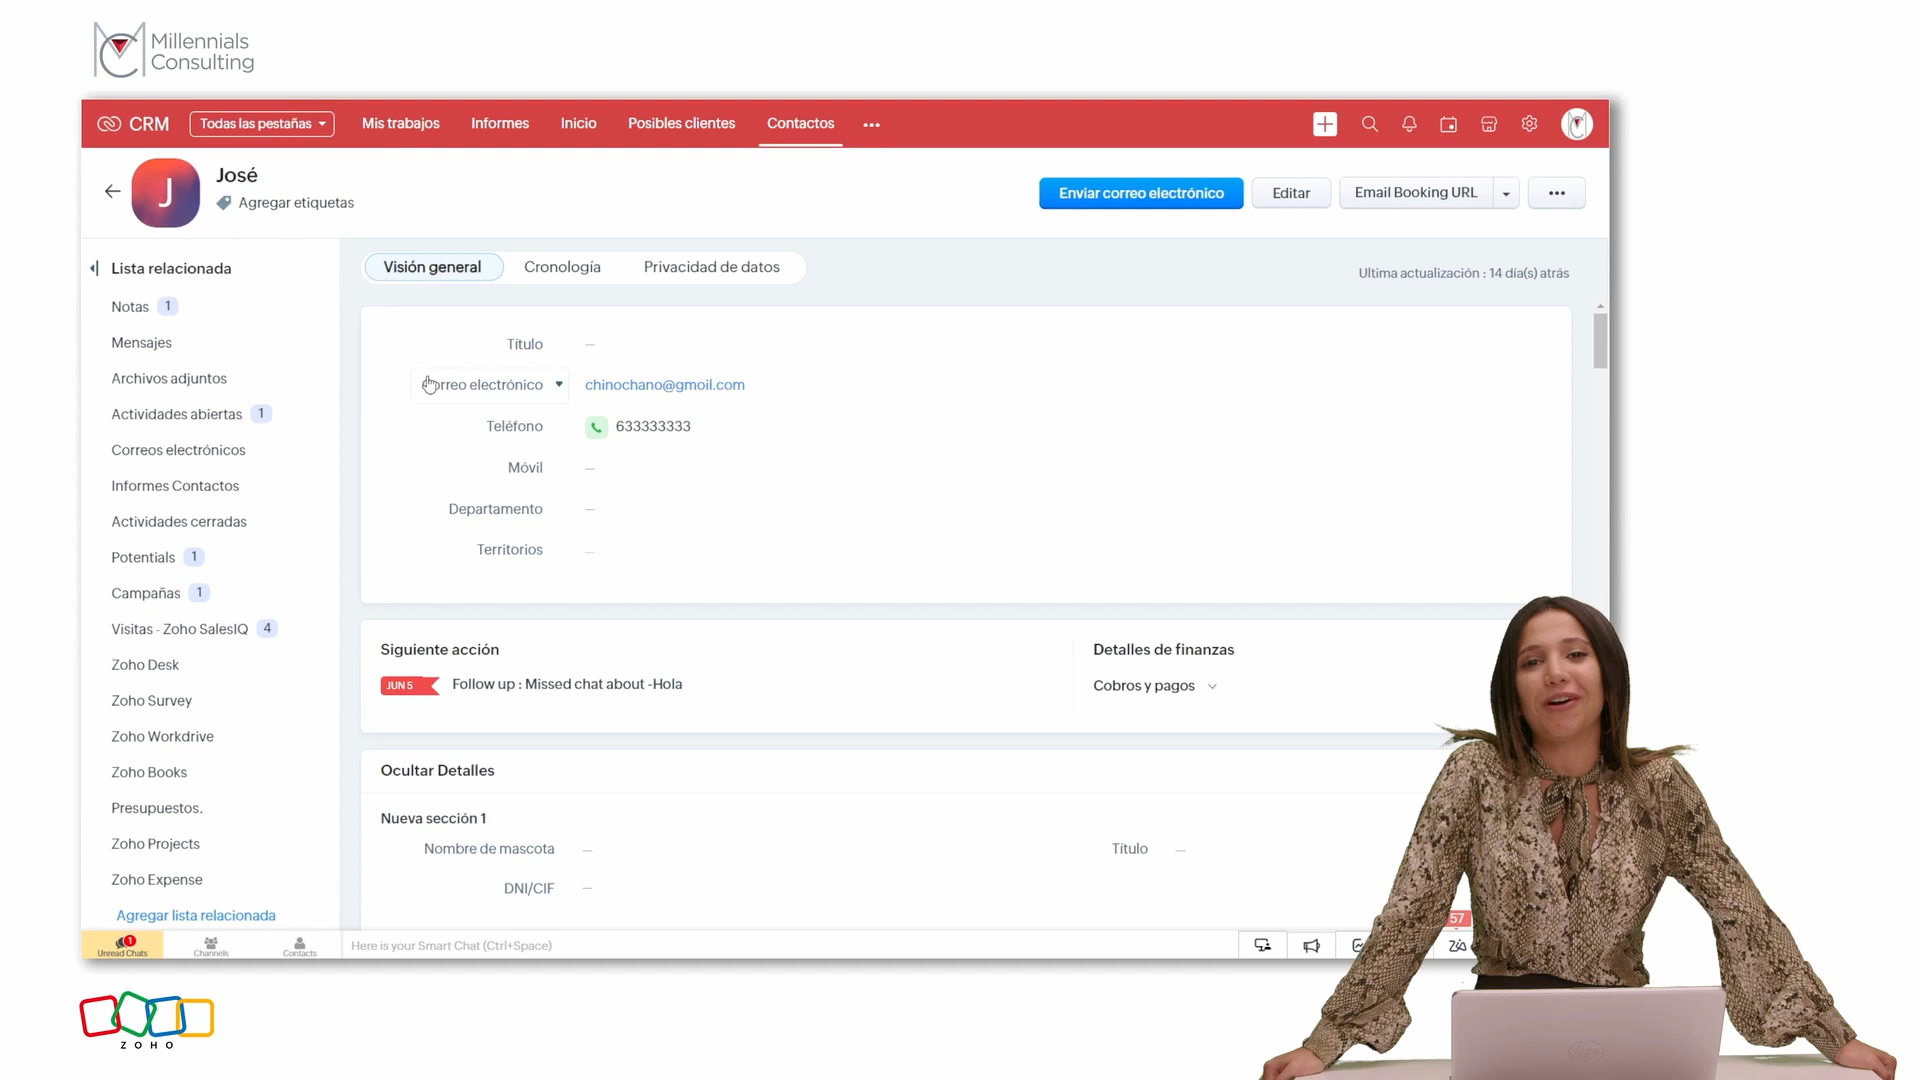 Millennials
Consulting
CRM
Todas las pestañas
Mis trabajos
Informes
Inicio
Posibles clientes
Contactos
J
José
Agregar etiquetas
Enviar correo electrónico
Editar
Email Booking URL
Lista relacionada
Notas 1
Mensajes
Archivos adjuntos
Actividades abiertas 1
Correos electrónicos
Informes Contactos
Actividades cerradas
Potentials 1
Campañas 1
Visitas - Zoho SalesIQ 4
Zoho Desk
Zoho Survey
Zoho Workdrive
Zoho Books
Presupuestos.
Zoho Projects
Zoho Expense
Agregar lista relacionada
Visión general
Cronología
Privacidad de datos
Ultima actualización : 14 día(s) atrás
Título —
orreo electrónico chinochano@gmoil.com
Teléfono 633333333
Móvil —
Departamento —
Territorios —
Siguiente acción
JUN 5 Follow up : Missed chat about -Hola
Detalles de finanzas
Cobros y pagos
Ocultar Detalles
Nueva sección 1
Nombre de mascota —
Título —
DNI/CIF —
57
1
Unread Chats
Channels
Contacts
Here is your Smart Chat (Ctrl+Space)
ZOHO